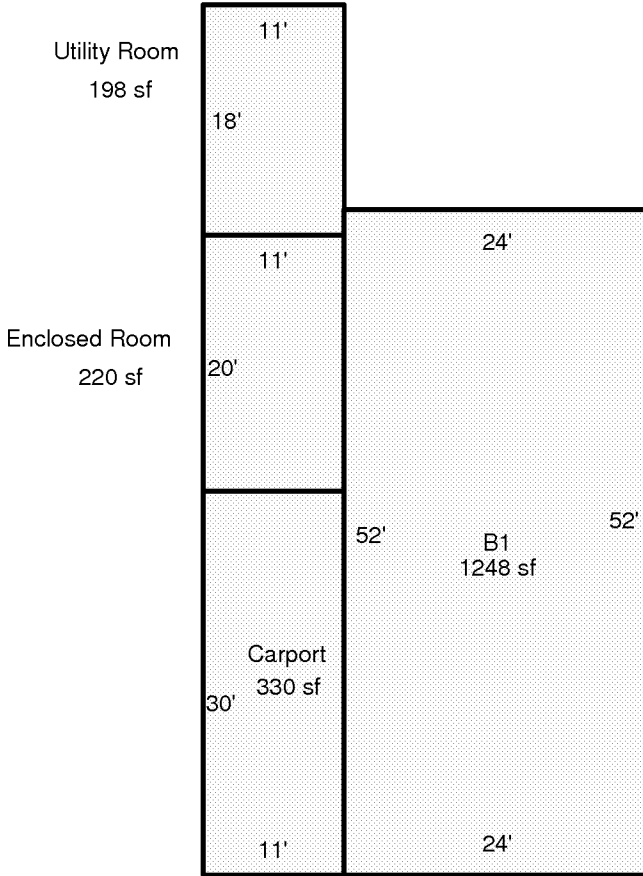 11'
Utility Room
198 sf
18'
24'
11'
Enclosed Room
220 sf
20'
52'
52'
B1
1248 sf
Carport
330 sf
30'
11'
24'